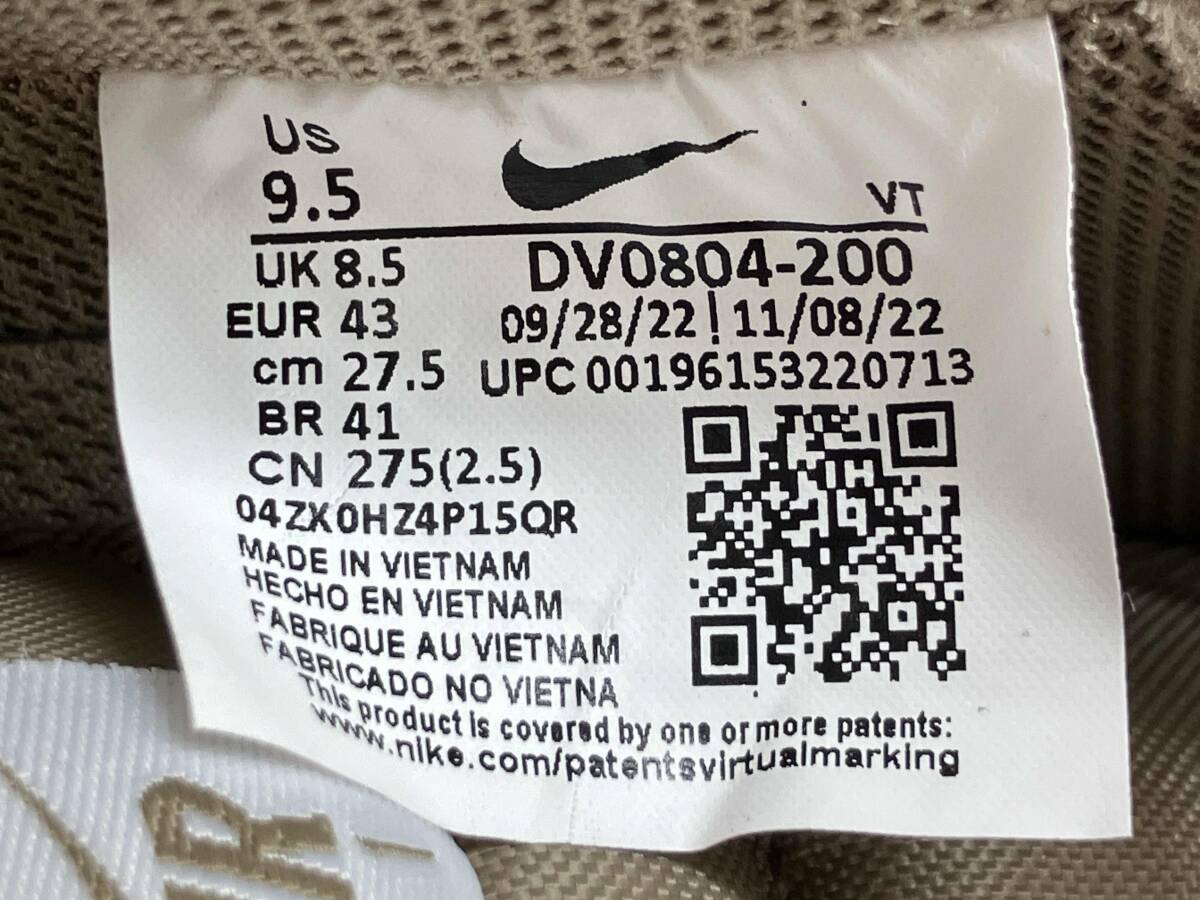 US
9.5
VT
UK 8.5
DV0804-200
EUR 43
09/28/22 | 11/08/22
cm 27.5
UPC 00196153220713
BR 41
CN 275(2.5)
04ZX0HZ4P15QR
MADE IN VIETNAM
HECHO EN VIETNAM
FABRIQUE AU VIETNAM
FABRICADO NO VIETNA
This product is covered by one or more patents:
www.nike.com/patentsvirtualmarking
IR